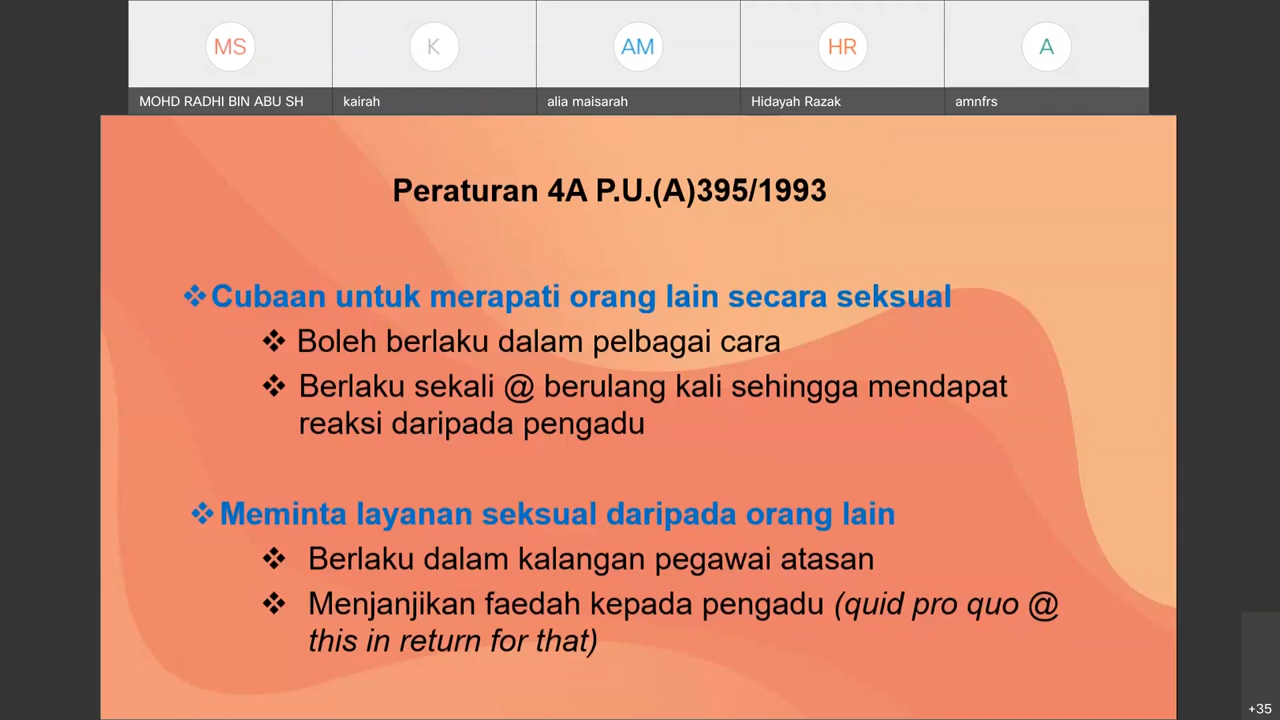 MS
K
AM
HR
A
MOHD RADHI BIN ABU SH
kairah
alia maisarah
Hidayah Razak
amnfrs
Peraturan 4A P.U.(A)395/1993
❖Cubaan untuk merapati orang lain secara seksual
❖ Boleh berlaku dalam pelbagai cara
❖ Berlaku sekali @ berulang kali sehingga mendapat
reaksi daripada pengadu
❖Meminta layanan seksual daripada orang lain
❖ Berlaku dalam kalangan pegawai atasan
❖ Menjanjikan faedah kepada pengadu (quid pro quo @
this in return for that)
+35